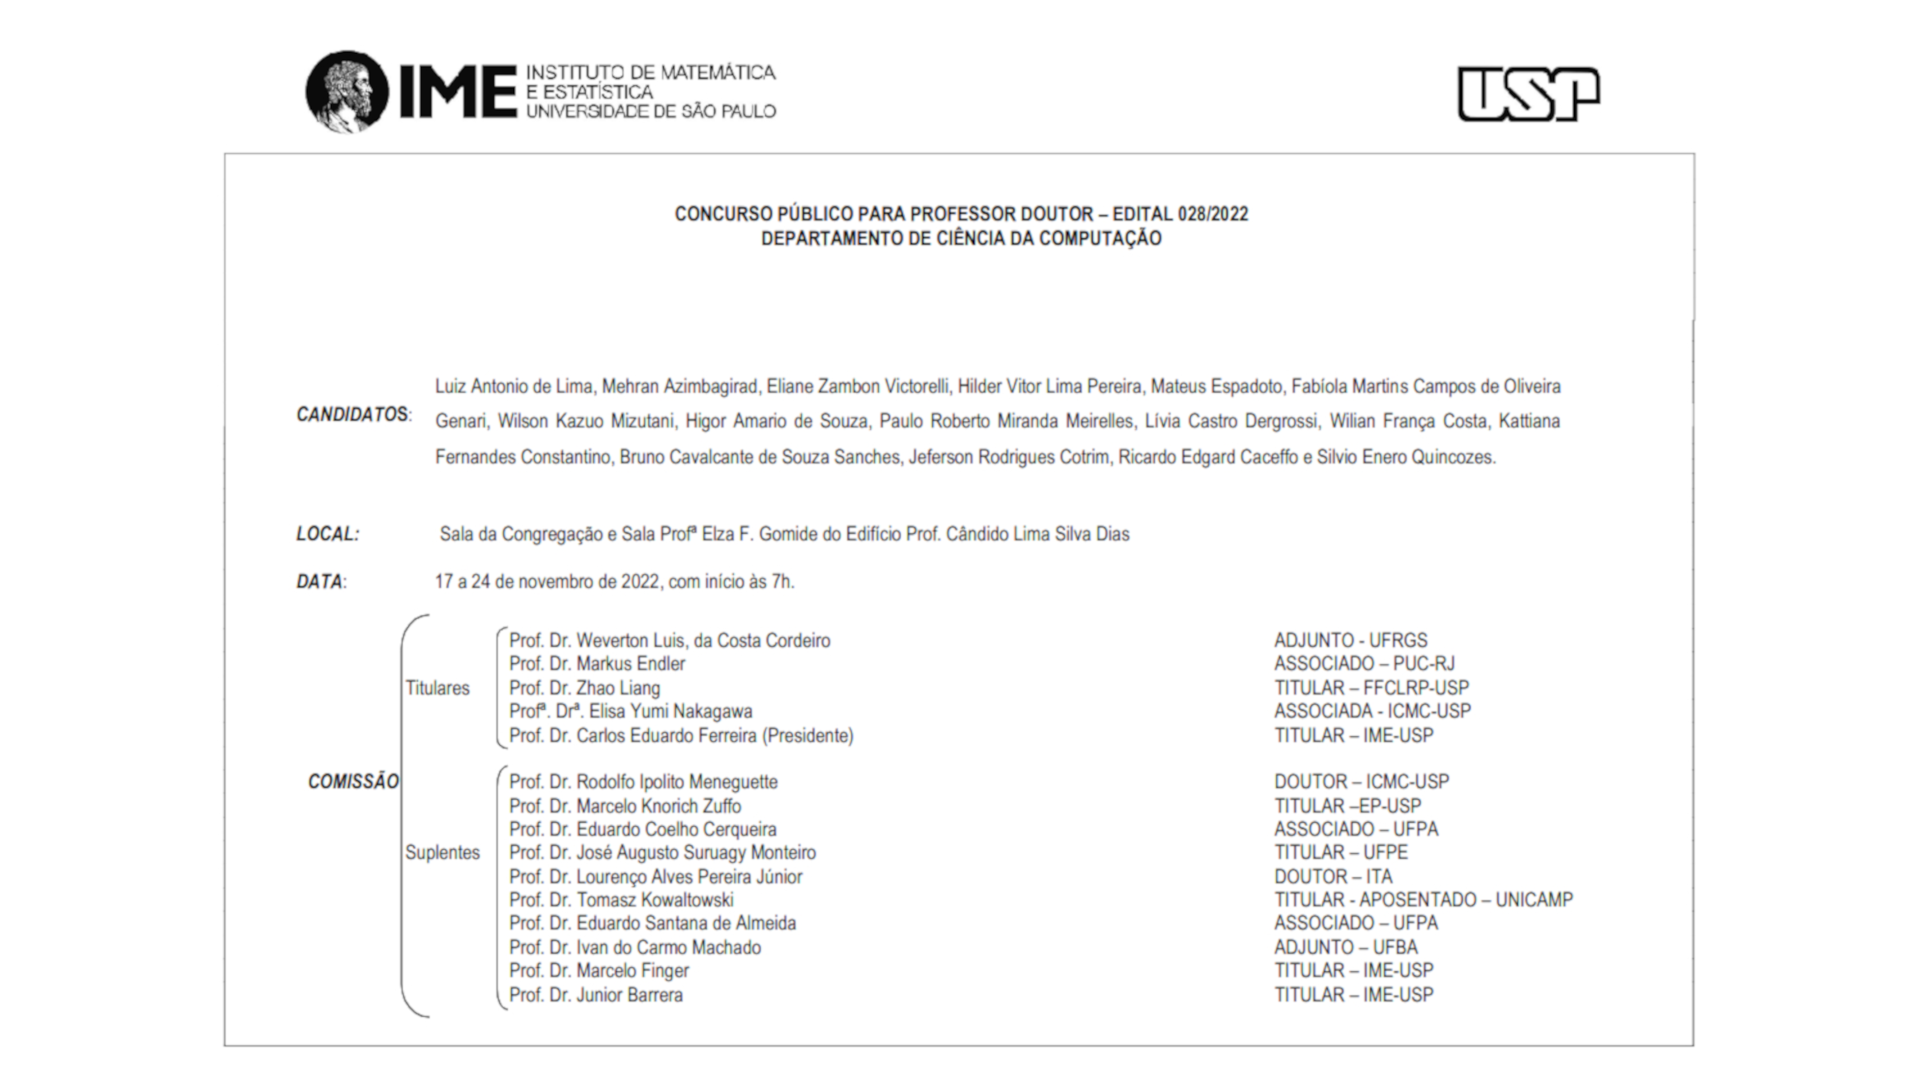 IME INSTITUTO DE MATEMÁTICA
E ESTATÍSTICA
UNIVERSIDADE DE SÃO PAULO
USP
CONCURSO PÚBLICO PARA PROFESSOR DOUTOR – EDITAL 028/2022
DEPARTAMENTO DE CIÊNCIA DA COMPUTAÇÃO
CANDIDATOS:
Luiz Antonio de Lima, Mehran Azimbagirad, Eliane Zambon Victorelli, Hilder Vitor Lima Pereira, Mateus Espadoto, Fabíola Martins Campos de Oliveira
Genari, Wilson Kazuo Mizutani, Higor Amario de Souza, Paulo Roberto Miranda Meirelles, Lívia Castro Dergrossi, Wilian França Costa, Kattiana
Fernandes Constantino, Bruno Cavalcante de Souza Sanches, Jeferson Rodrigues Cotrim, Ricardo Edgard Caceffo e Silvio Enero Quincozes.
LOCAL: Sala da Congregação e Sala Profª Elza F. Gomide do Edifício Prof. Cândido Lima Silva Dias
DATA: 17 a 24 de novembro de 2022, com início às 7h.
COMISSÃO
Titulares
Prof. Dr. Weverton Luis, da Costa Cordeiro ADJUNTO - UFRGS
Prof. Dr. Markus Endler ASSOCIADO – PUC-RJ
Prof. Dr. Zhao Liang TITULAR – FFCLRP-USP
Profª. Drª. Elisa Yumi Nakagawa ASSOCIADA - ICMC-USP
Prof. Dr. Carlos Eduardo Ferreira (Presidente) TITULAR – IME-USP
Suplentes
Prof. Dr. Rodolfo Ipolito Meneguette DOUTOR – ICMC-USP
Prof. Dr. Marcelo Knorich Zuffo TITULAR –EP-USP
Prof. Dr. Eduardo Coelho Cerqueira ASSOCIADO – UFPA
Prof. Dr. José Augusto Suruagy Monteiro TITULAR – UFPE
Prof. Dr. Lourenço Alves Pereira Júnior DOUTOR – ITA
Prof. Dr. Tomasz Kowaltowski TITULAR - APOSENTADO – UNICAMP
Prof. Dr. Eduardo Santana de Almeida ASSOCIADO – UFPA
Prof. Dr. Ivan do Carmo Machado ADJUNTO – UFBA
Prof. Dr. Marcelo Finger TITULAR – IME-USP
Prof. Dr. Junior Barrera TITULAR – IME-USP